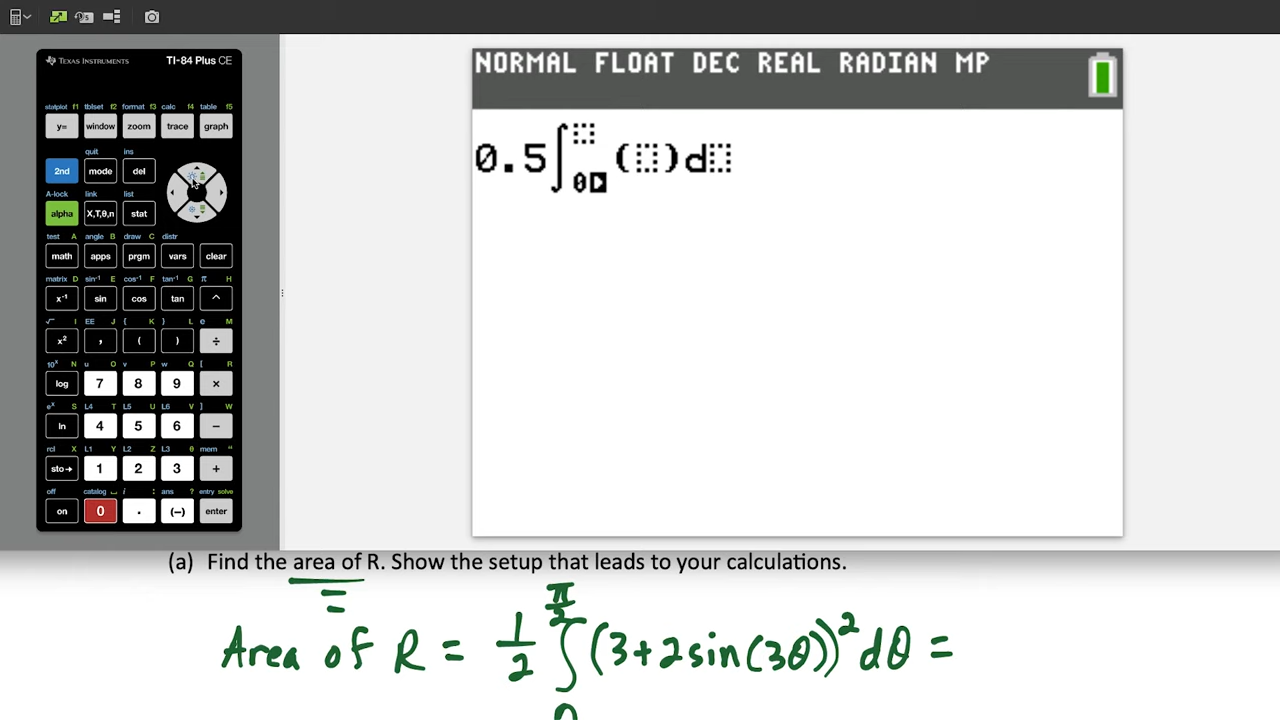 TEXAS INSTRUMENTS TI-84 Plus CE
statplot f1 tblset f2 format f3 calc f4 table f5
y= window zoom trace graph
quit ins
2nd mode del
A-lock link list
alpha X,T,θ,n stat
test A angle B draw C distr
math apps prgm vars clear
matrix D sin⁻¹ E cos⁻¹ F tan⁻¹ G π H
x⁻¹ sin cos tan ^
√ I EE J { K } L e M
x² , ( ) ÷
10ˣ N u O v P w Q [ R
log 7 8 9 ×
eˣ S L4 T L5 U L6 V ] W
ln 4 5 6 −
rcl X L1 Y L2 Z L3 θ mem "
sto→ 1 2 3 +
off catalog ␣ i : ans ? entry solve
on 0 . (−) enter
NORMAL FLOAT DEC REAL RADIAN MP
0.5∫₀ ( )d
(a) Find the area of R. Show the setup that leads to your calculations.
Area of R = 1/2 ∫₀^(π/2) (3+2sin(3θ))² dθ =